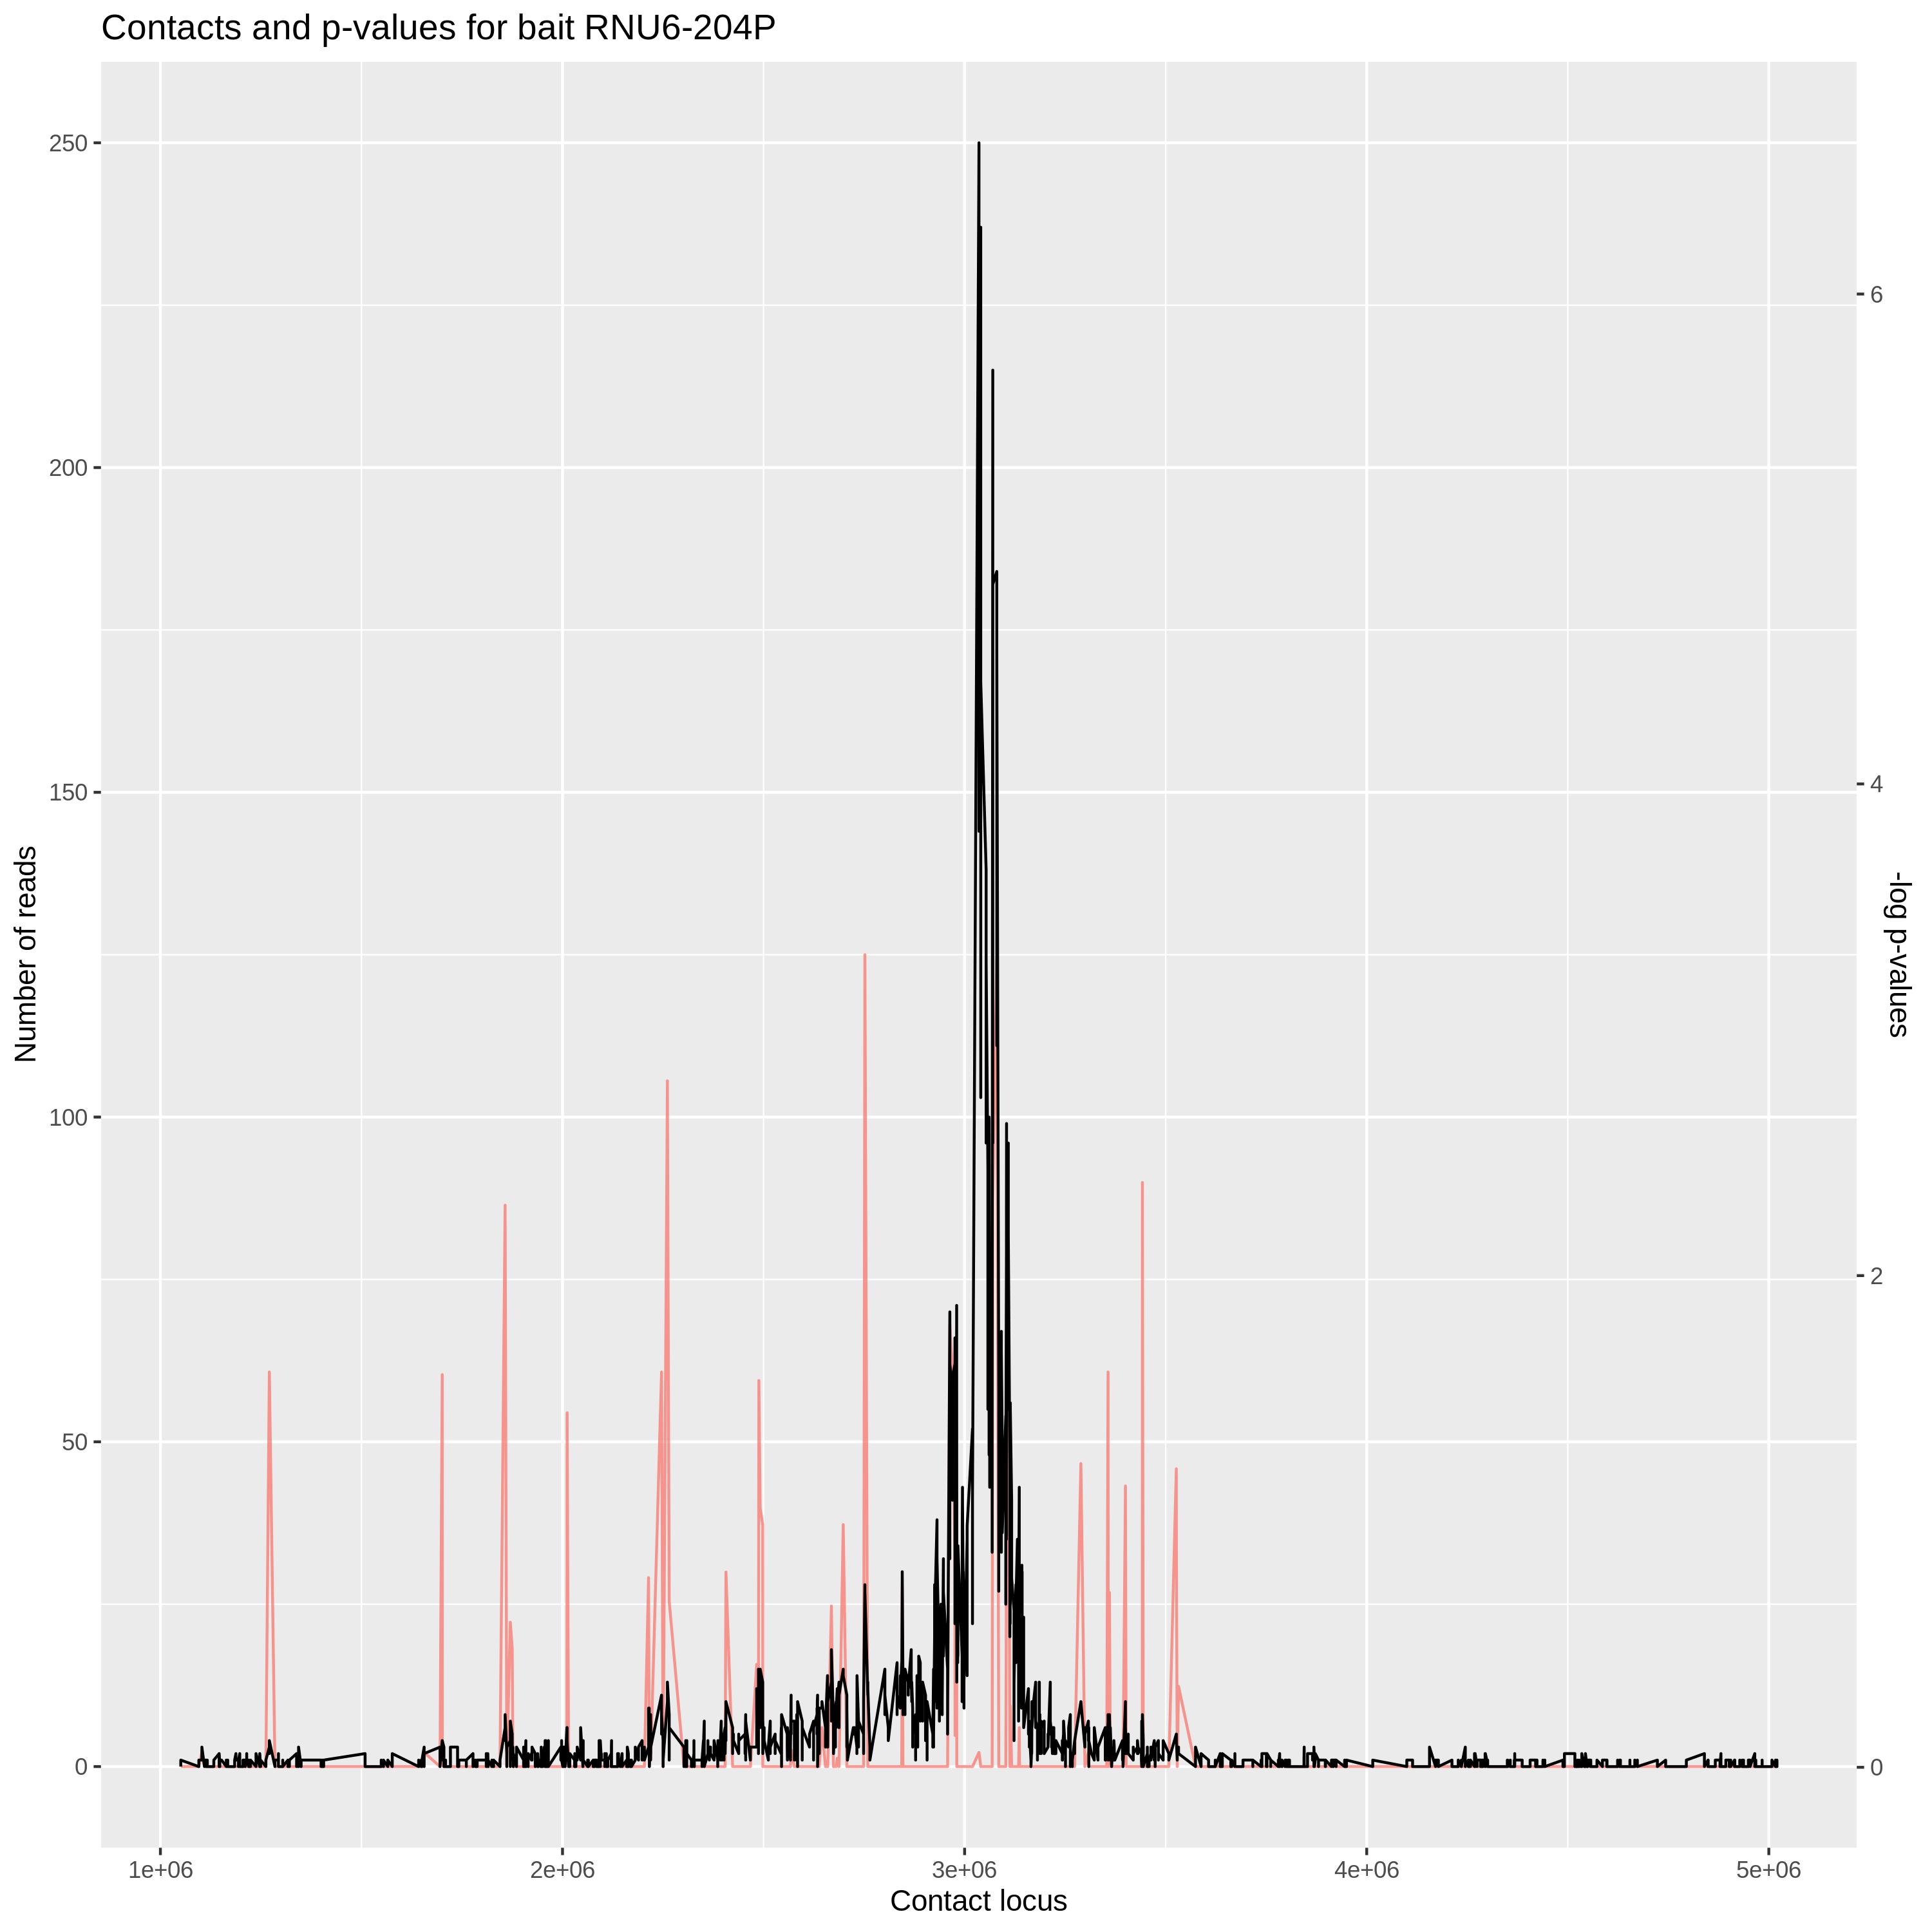 Contacts and p-values for bait RNU6-204P
250
200
150
100
50
0
Number of reads
6
4
2
0
-log p-values
1e+06 2e+06 3e+06 4e+06 5e+06
Contact locus